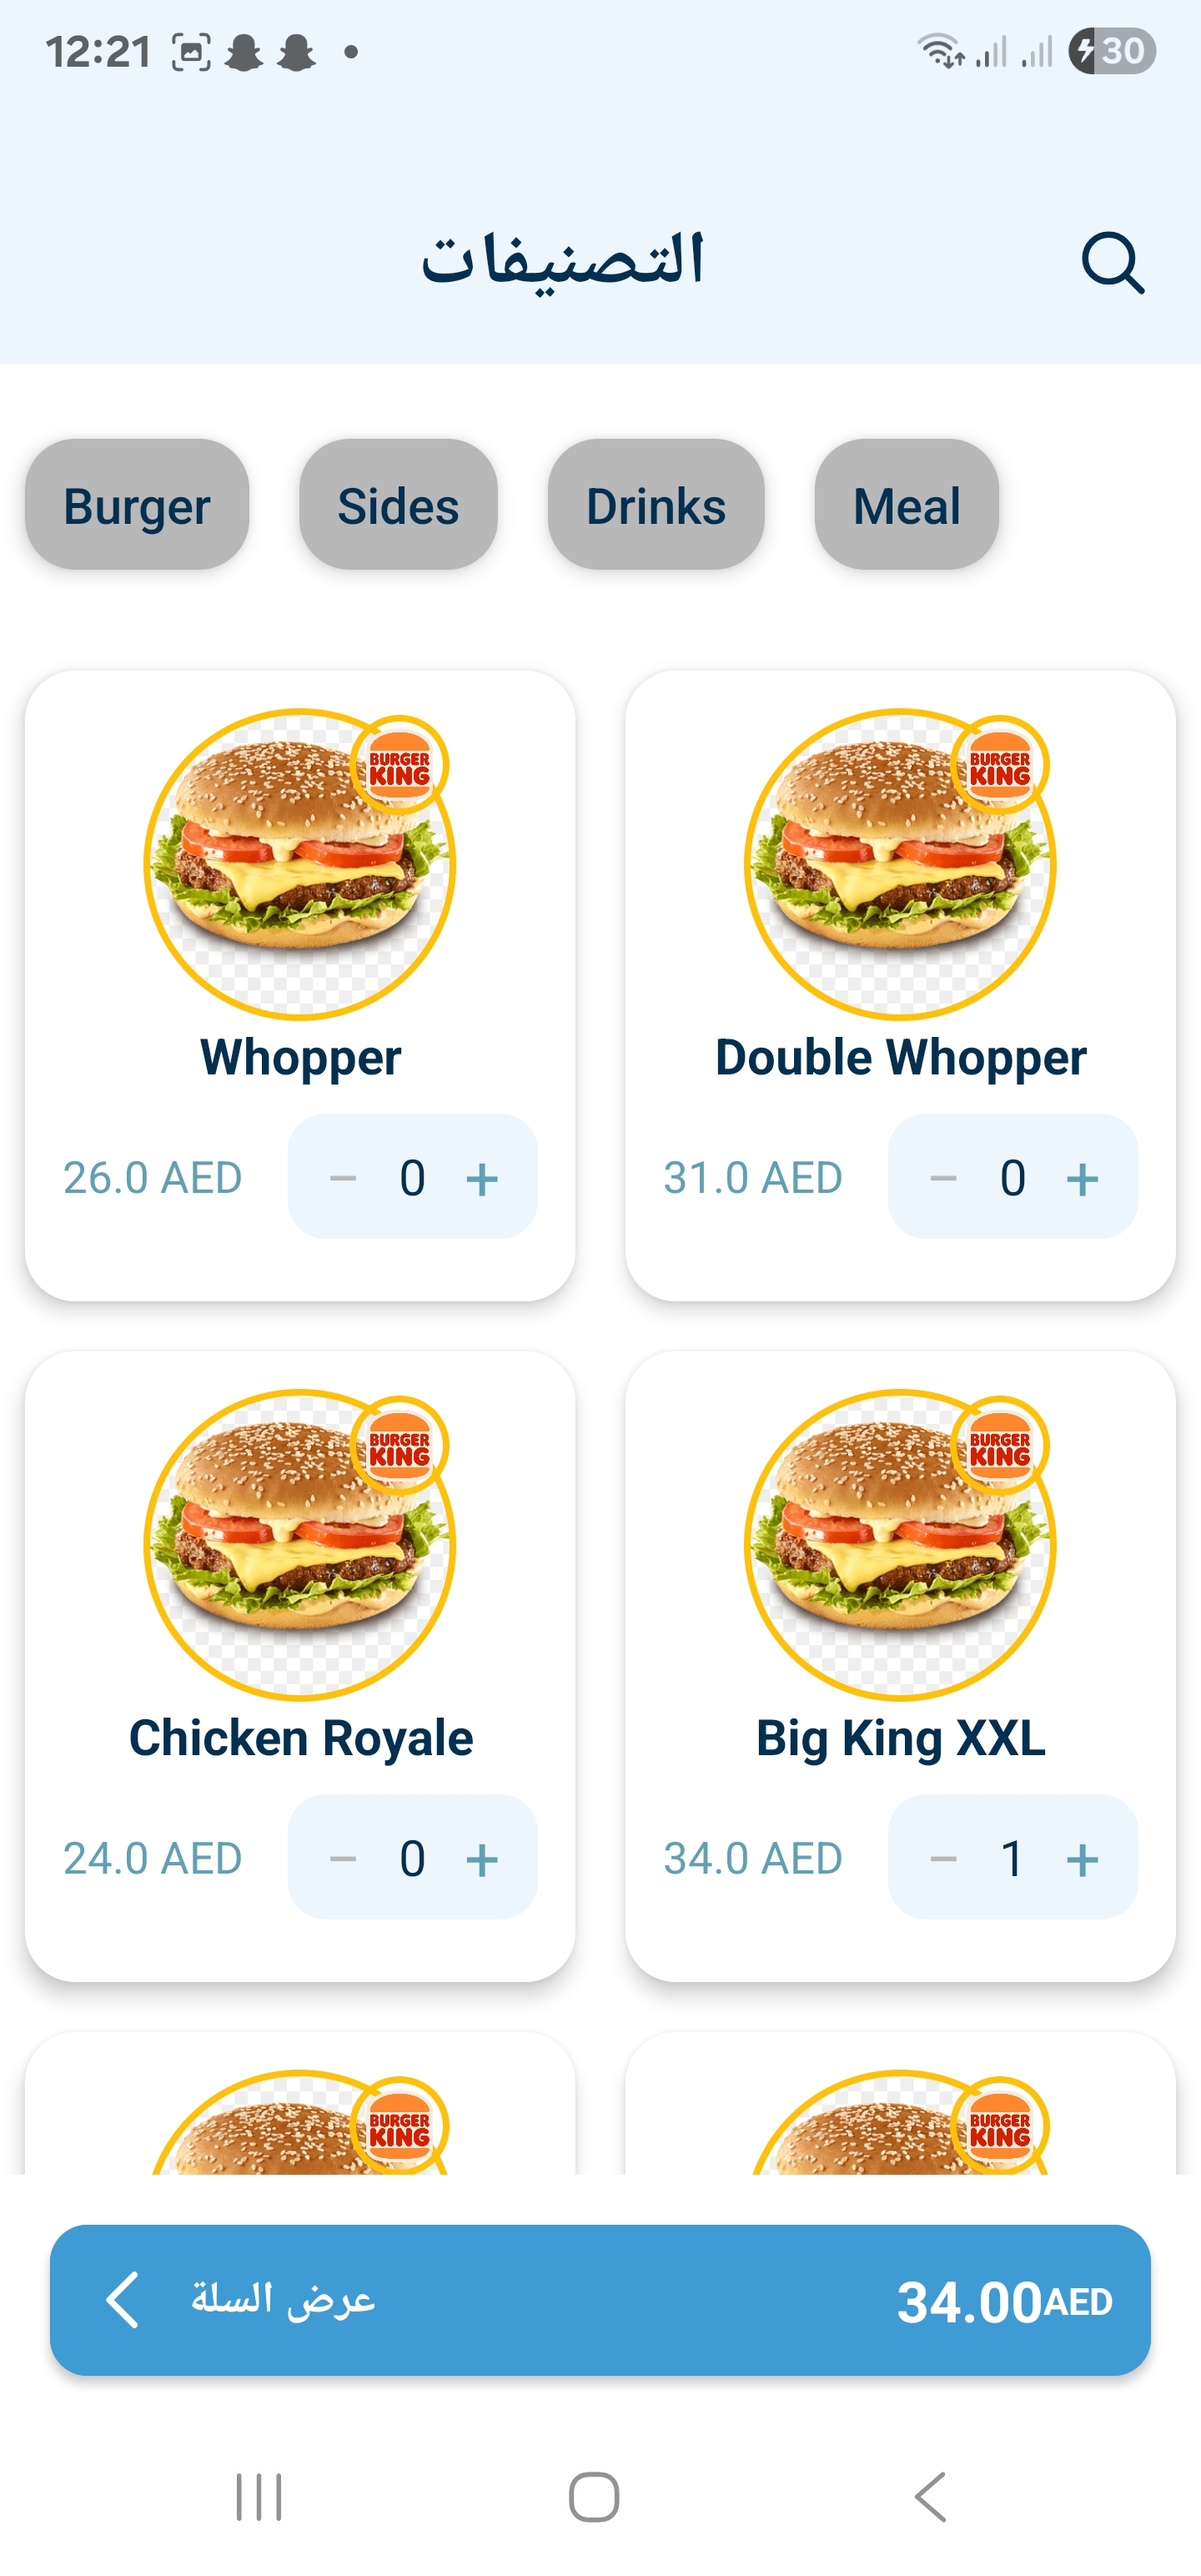 12:21
30
التصنيفات
Burger Sides Drinks Meal
BURGER KING
BURGER KING
Whopper
Double Whopper
26.0 AED − 0 +
31.0 AED − 0 +
BURGER KING
BURGER KING
Chicken Royale
Big King XXL
24.0 AED − 0 +
34.0 AED − 1 +
BURGER KING
BURGER KING
عرض السلة
34.00AED